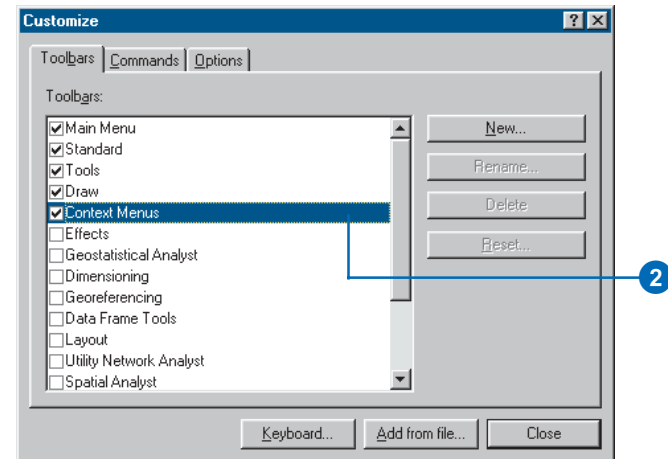 Customize
Toolbars Commands Options
Toolbars:
Main Menu
Standard
Tools
Draw
Context Menus
Effects
Geostatistical Analyst
Dimensioning
Georeferencing
Data Frame Tools
Layout
Utility Network Analyst
Spatial Analyst
New...
Rename...
Delete
Reset...
2
Keyboard... Add from file... Close